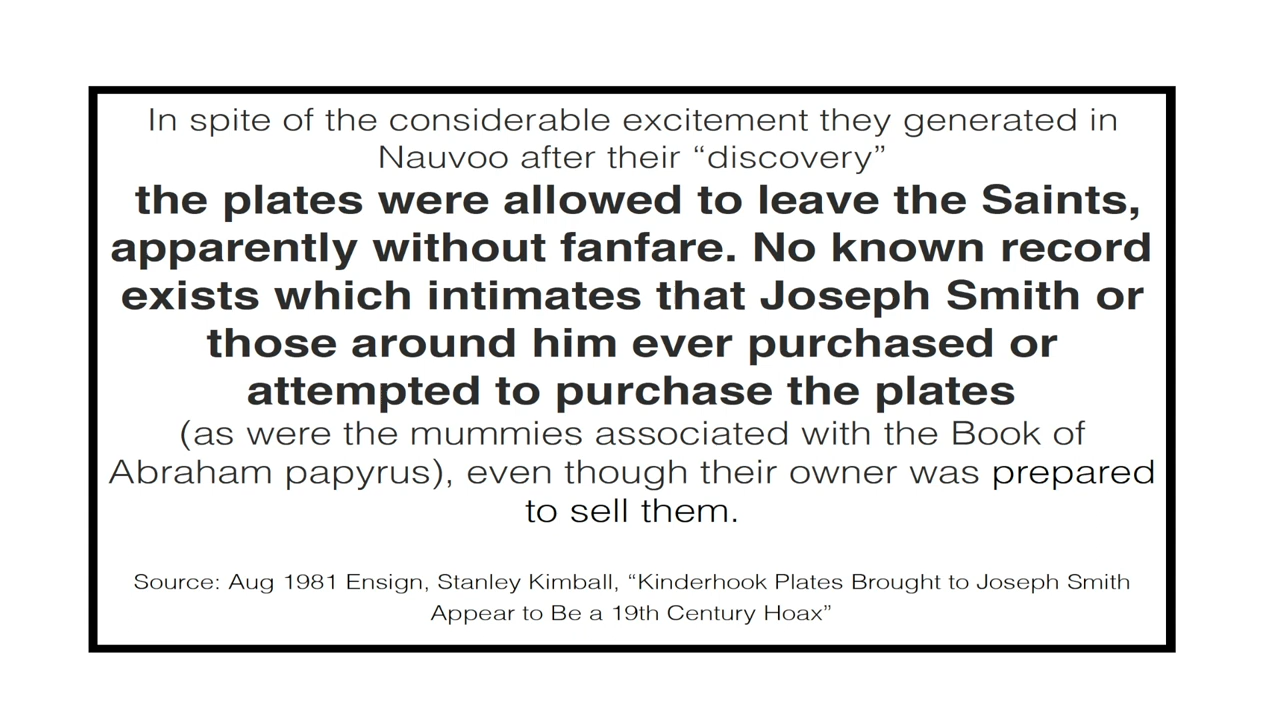 In spite of the considerable excitement they generated in
Nauvoo after their “discovery”
the plates were allowed to leave the Saints,
apparently without fanfare. No known record
exists which intimates that Joseph Smith or
those around him ever purchased or
attempted to purchase the plates
(as were the mummies associated with the Book of
Abraham papyrus), even though their owner was prepared
to sell them.
Source: Aug 1981 Ensign, Stanley Kimball, “Kinderhook Plates Brought to Joseph Smith
Appear to Be a 19th Century Hoax”